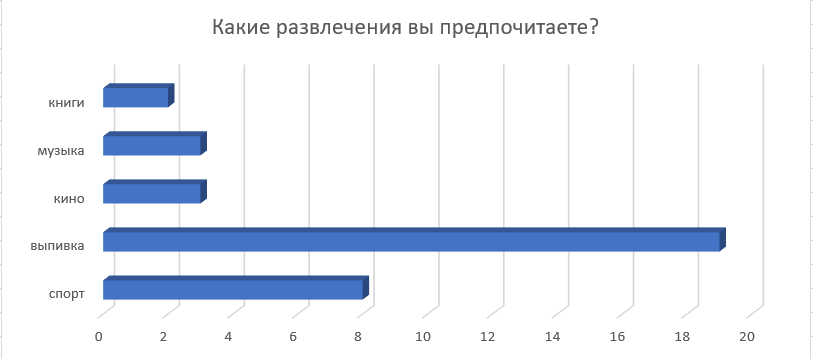 Какие развлечения вы предпочитаете?
книги
музыка
кино
выпивка
спорт
0 2 4 6 8 10 12 14 16 18 20